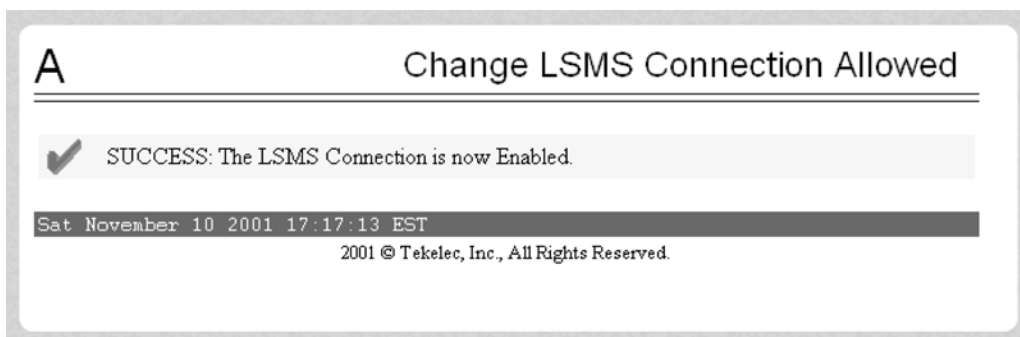 A
Change LSMS Connection Allowed
SUCCESS: The LSMS Connection is now Enabled.
Sat November 10 2001 17:17:13 EST
2001 © Tekelec, Inc., All Rights Reserved.